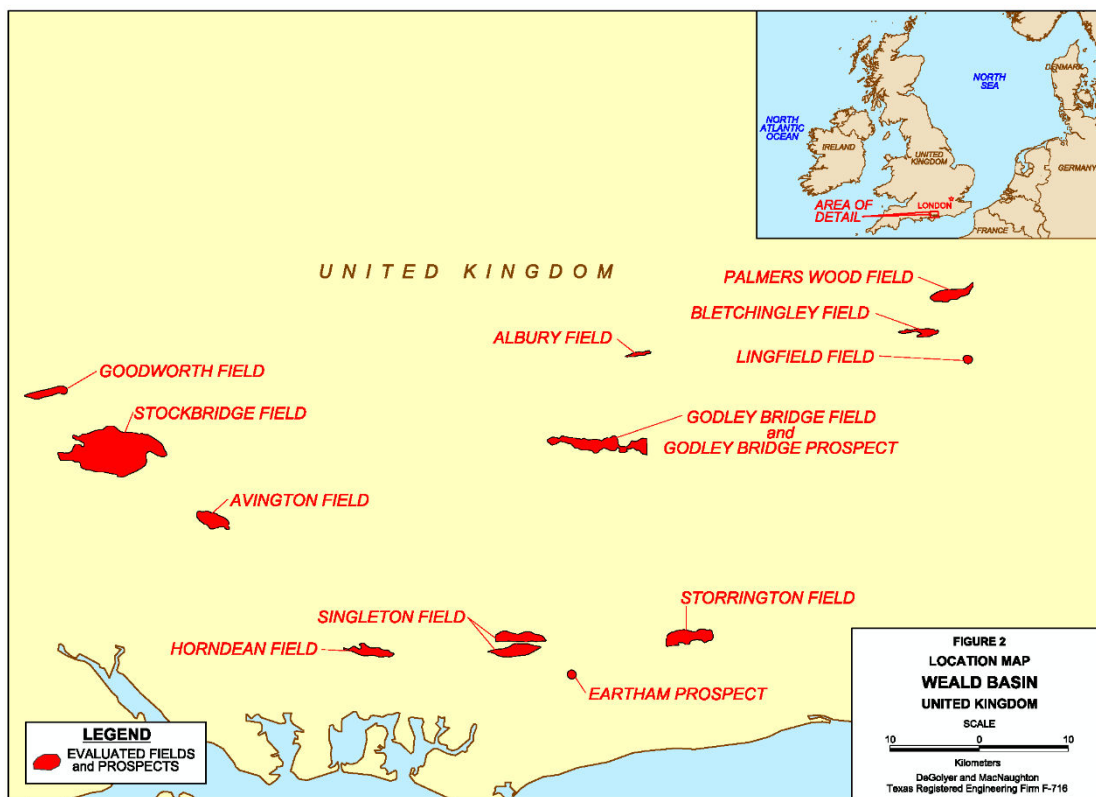 NORTH
SEA
DENMARK
NORTH
ATLANTIC
OCEAN
IRELAND
UNITED
KINGDOM
GERMANY
AREA OF
DETAIL
LONDON
FRANCE
UNITED KINGDOM
PALMERS WOOD FIELD
BLETCHINGLEY FIELD
ALBURY FIELD
LINGFIELD FIELD
GOODWORTH FIELD
STOCKBRIDGE FIELD
GODLEY BRIDGE FIELD
and
GODLEY BRIDGE PROSPECT
AVINGTON FIELD
SINGLETON FIELD
STORRINGTON FIELD
HORNDEAN FIELD
EARTHAM PROSPECT
LEGEND
EVALUATED FIELDS
and PROSPECTS
FIGURE 2
LOCATION MAP
WEALD BASIN
UNITED KINGDOM
SCALE
10 0 10
Kilometers
DeGolyer and MacNaughton
Texas Registered Engineering Firm F-716